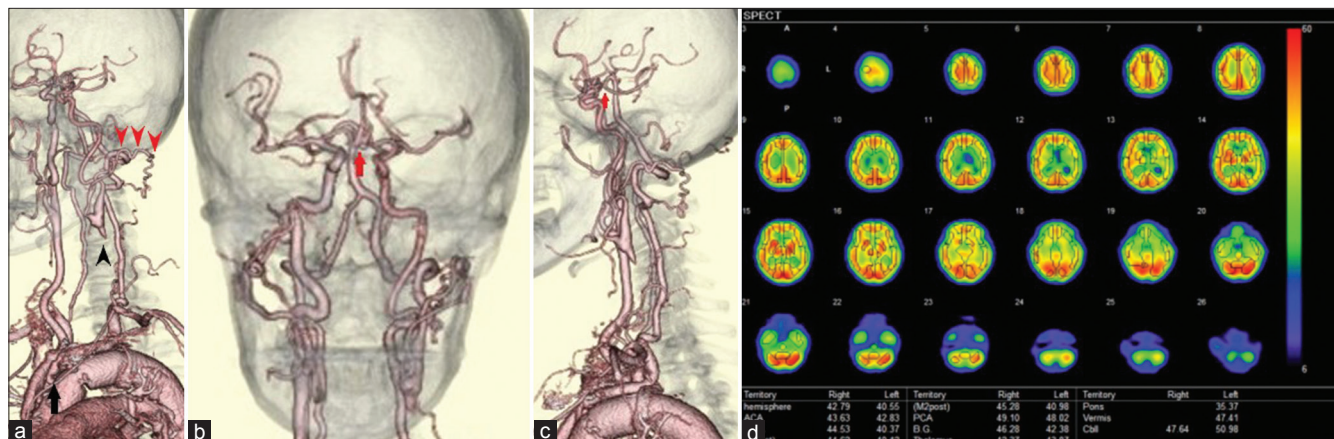 SPECT
3 A 4 5 6 7 8
R L
P
9 10 11 12 13 14
15 16 17 18 19 20
21 22 23 24 25 26
60
6
Territory Right Left Territory Right Left Territory Right Left
hemisphere 42.79 40.55 (M2post) 45.28 40.98 Pons 35.37
ACA 43.63 42.83 PCA 49.10 48.02 Vermis 47.41
44.53 40.37 B.G. 46.28 42.38 Cbll 47.64 50.98
a b c d